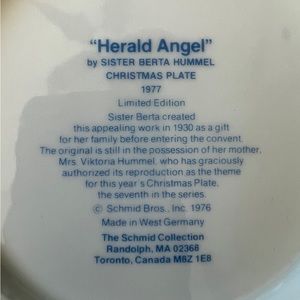 "Herald Angel"
by SISTER BERTA HUMMEL
CHRISTMAS PLATE
1977
Limited Edition
Sister Berta created
this appealing work in 1930 as a gift
for her family before entering the convent.
The original is still in the possession of her mother,
Mrs. Viktoria Hummel, who has graciously
authorized its reproduction as the theme
for this year's Christmas Plate,
the seventh in the series.
© Schmid Bros., Inc. 1976
Made in West Germany
The Schmid Collection
Randolph, MA 02368
Toronto, Canada M8Z 1E8